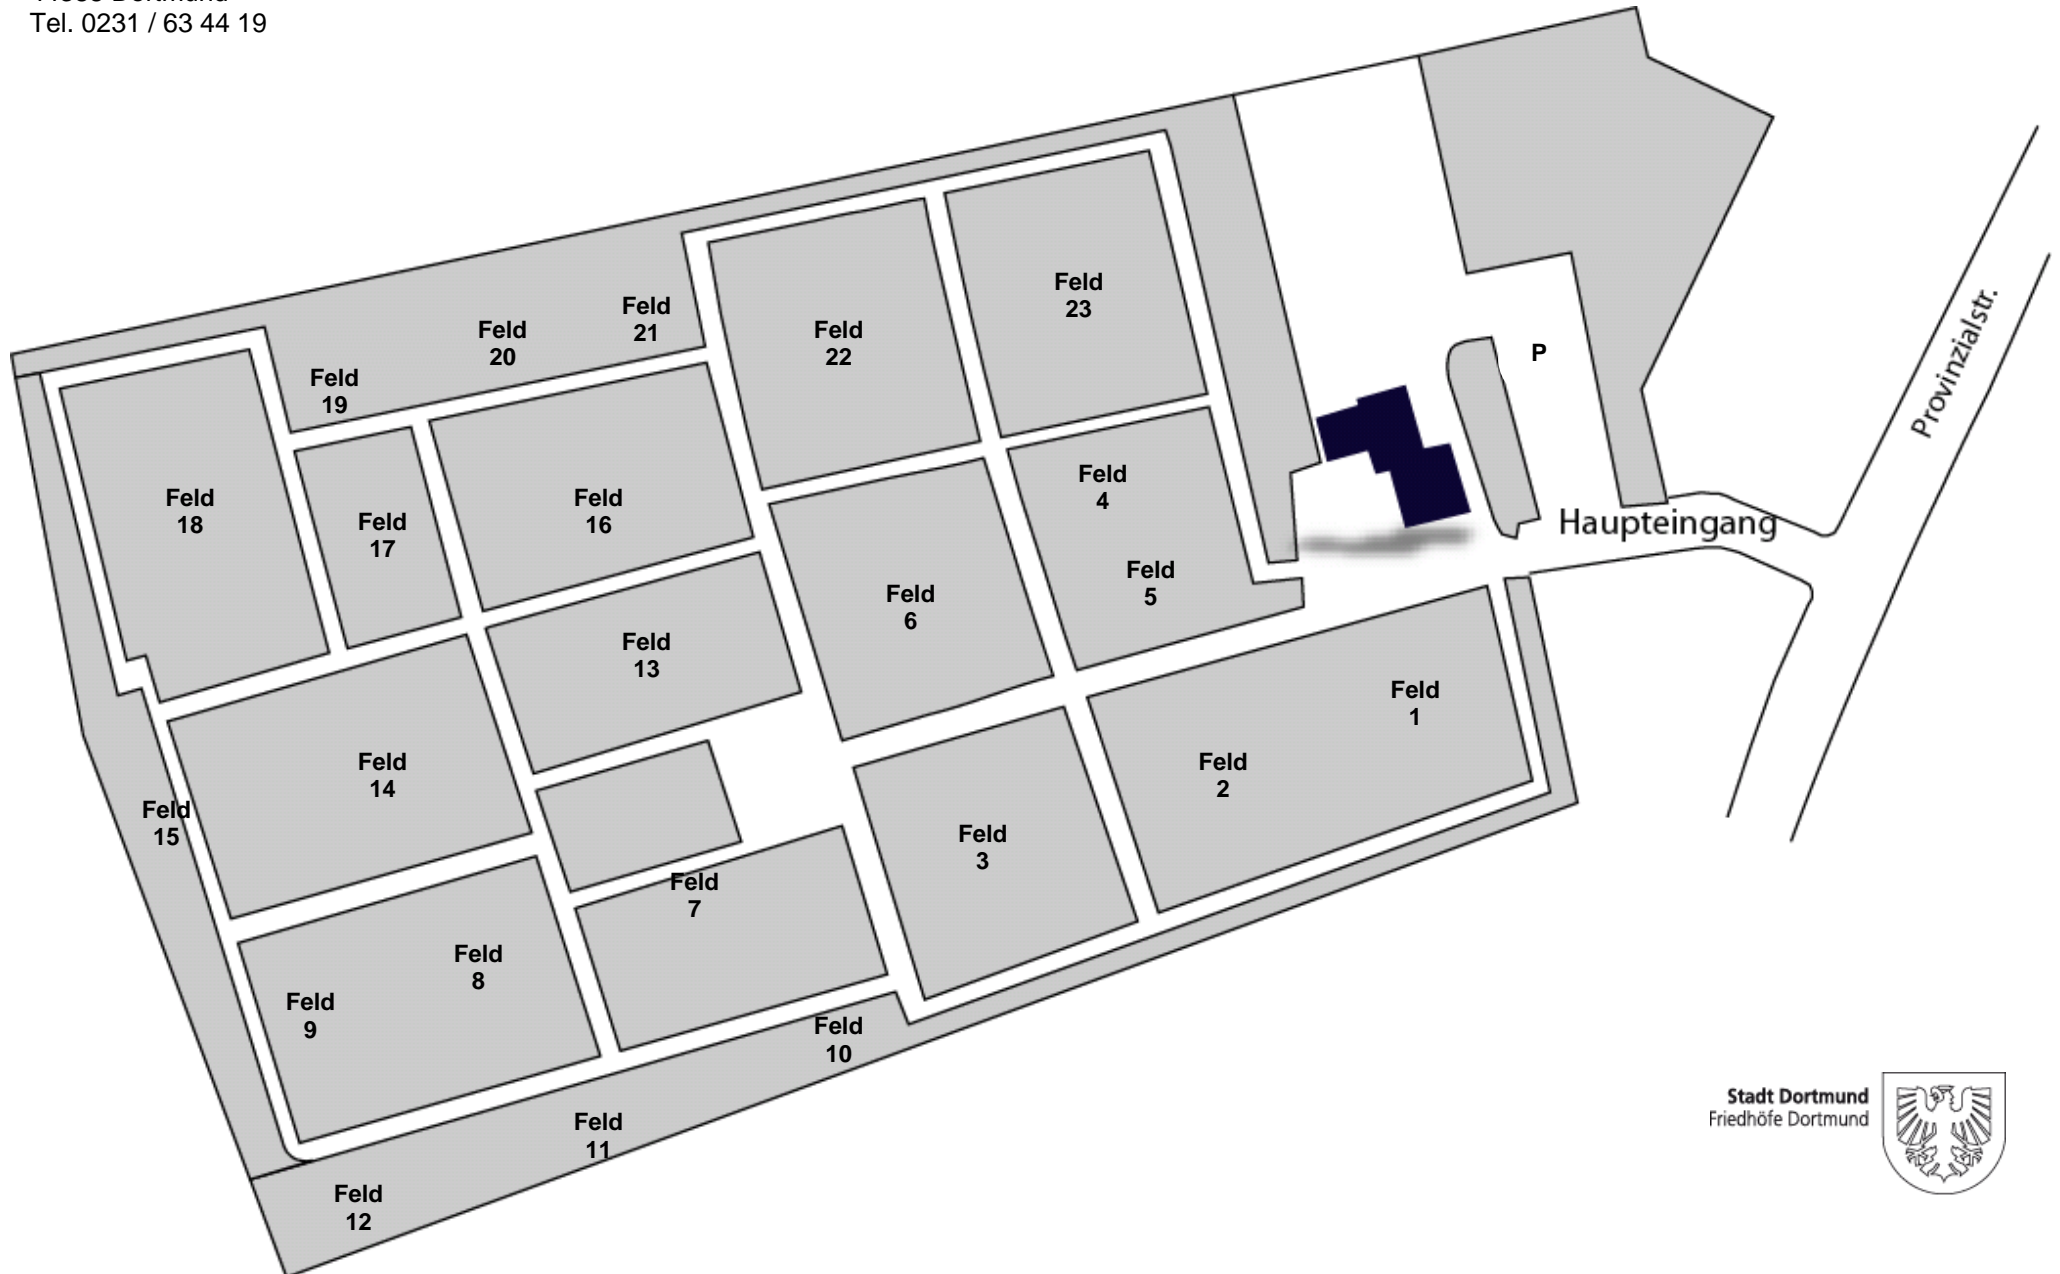 Tel. 0231 / 63 44 19
Feld
23
Feld
21
Feld
20
Feld
22
P
Provinzialstr.
Feld
19
Feld
4
Feld
18
Feld
16
Feld
17
Haupteingang
Feld
5
Feld
6
Feld
13
Feld
1
Feld
14
Feld
2
Feld
15
Feld
3
Feld
7
Feld
8
Feld
9
Feld
10
Feld
11
Feld
12
Stadt Dortmund
Friedhöfe Dortmund